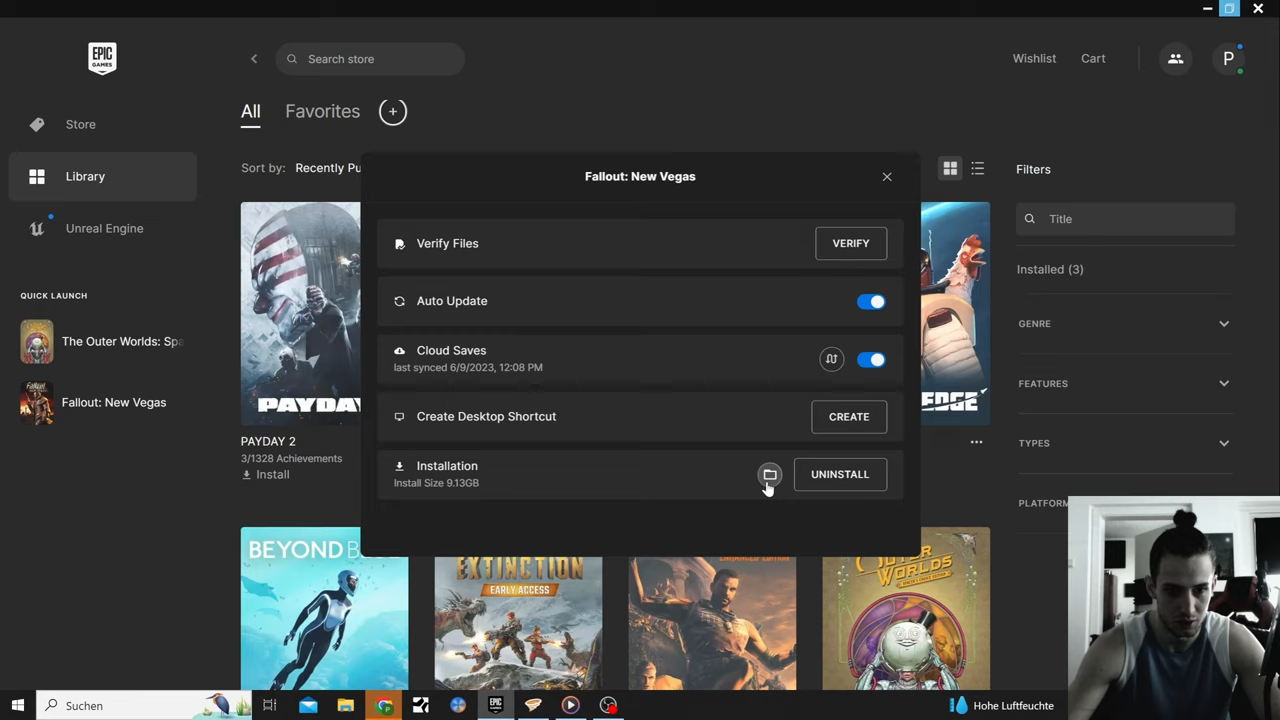 EPIC
GAMES
Search store
Wishlist
Cart
P
Store
Library
Unreal Engine
QUICK LAUNCH
The Outer Worlds: Spa
Fallout: New Vegas
All
Favorites
Sort by:
Recently Pu
Filters
Title
Installed (3)
GENRE
FEATURES
TYPES
PLATFORM
Fallout: New Vegas
Verify Files
VERIFY
Auto Update
Cloud Saves
last synced 6/9/2023, 12:08 PM
Create Desktop Shortcut
CREATE
Installation
Install Size 9.13GB
UNINSTALL
PAYDAY
PAYDAY 2
3/1328 Achievements
Install
EDGE
BEYOND B
EXTINCTION
EARLY ACCESS
OUTER
WORLDS
Suchen
EPIC
Hohe Luftfeuchte